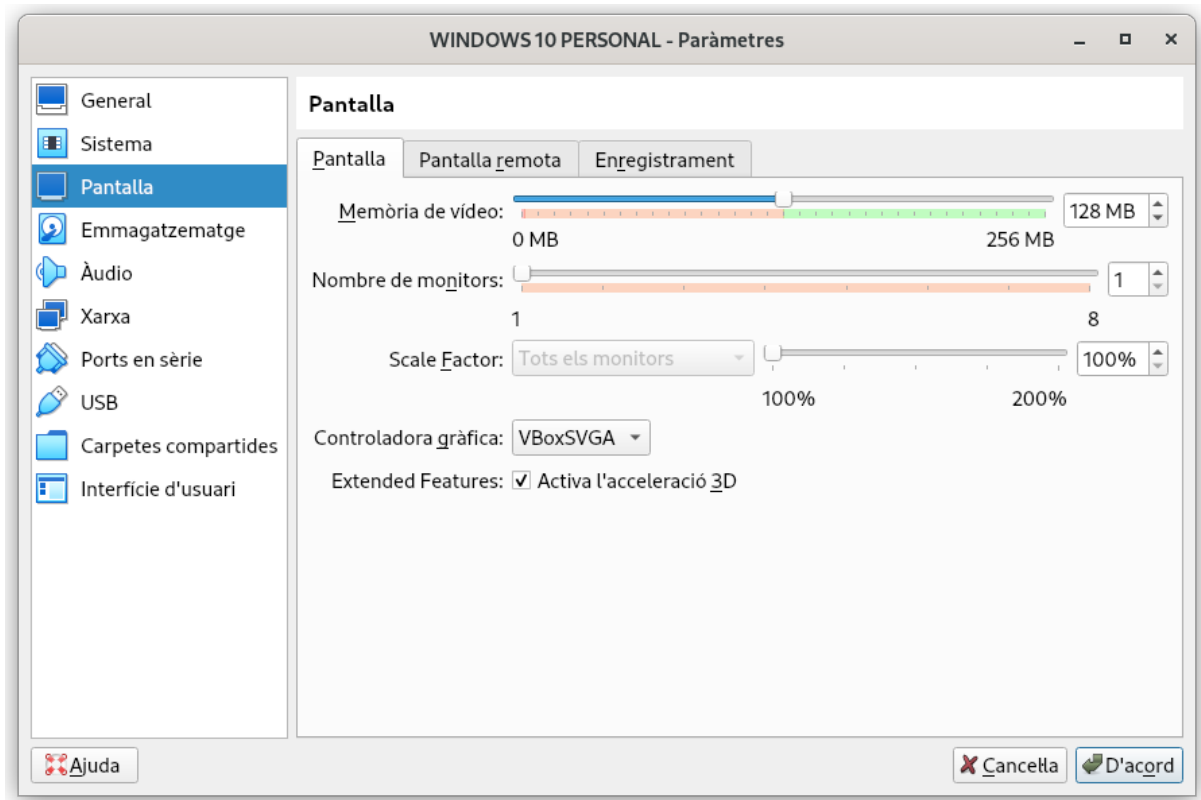 WINDOWS 10 PERSONAL - Paràmetres
General
Sistema
Pantalla
Emmagatzematge
Àudio
Xarxa
Ports en sèrie
USB
Carpetes compartides
Interfície d'usuari
Pantalla
Pantalla Pantalla remota Enregistrament
Memòria de vídeo: 128 MB
0 MB 256 MB
Nombre de monitors: 1
1 8
Scale Factor: Tots els monitors 100%
100% 200%
Controladora gràfica: VBoxSVGA
Extended Features: Activa l'acceleració 3D
Ajuda Canceŀla D'acord